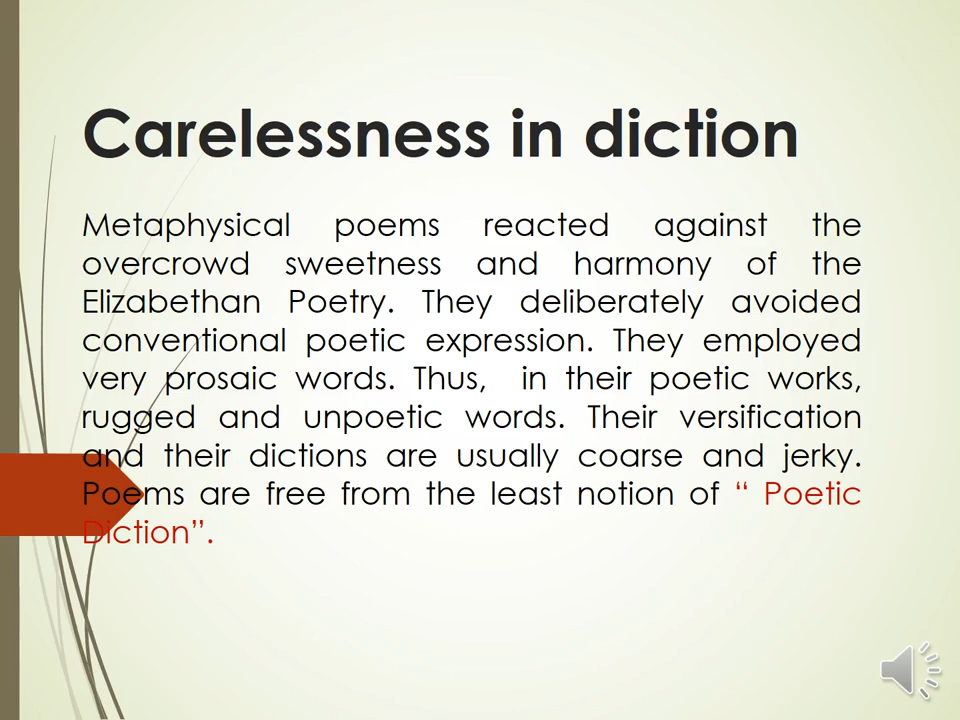 Carelessness in diction
Metaphysical poems reacted against the
overcrowd sweetness and harmony of the
Elizabethan Poetry. They deliberately avoided
conventional poetic expression. They employed
very prosaic words. Thus,  in their poetic works,
rugged and unpoetic words. Their versification
and their dictions are usually coarse and jerky.
Poems are free from the least notion of “ Poetic
Diction”.